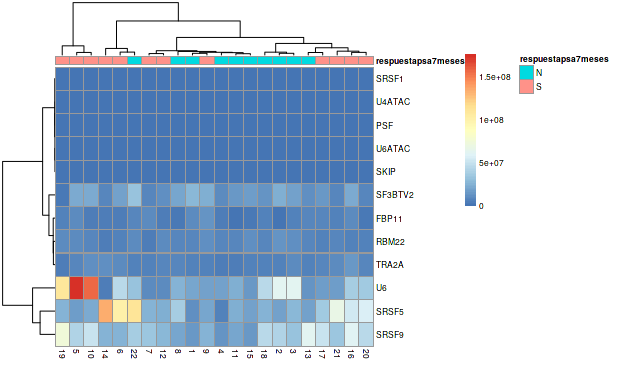 respuestapsa7meses
SRSF1
U4ATAC
PSF
U6ATAC
SKIP
SF3BTV2
FBP11
RBM22
TRA2A
U6
SRSF5
SRSF9
19 5 10 14 6 22 7 12 8 1 9 4 11 15 18 2 3 13 17 21 16 20
1.5e+08
1e+08
5e+07
0
respuestapsa7meses
N
S